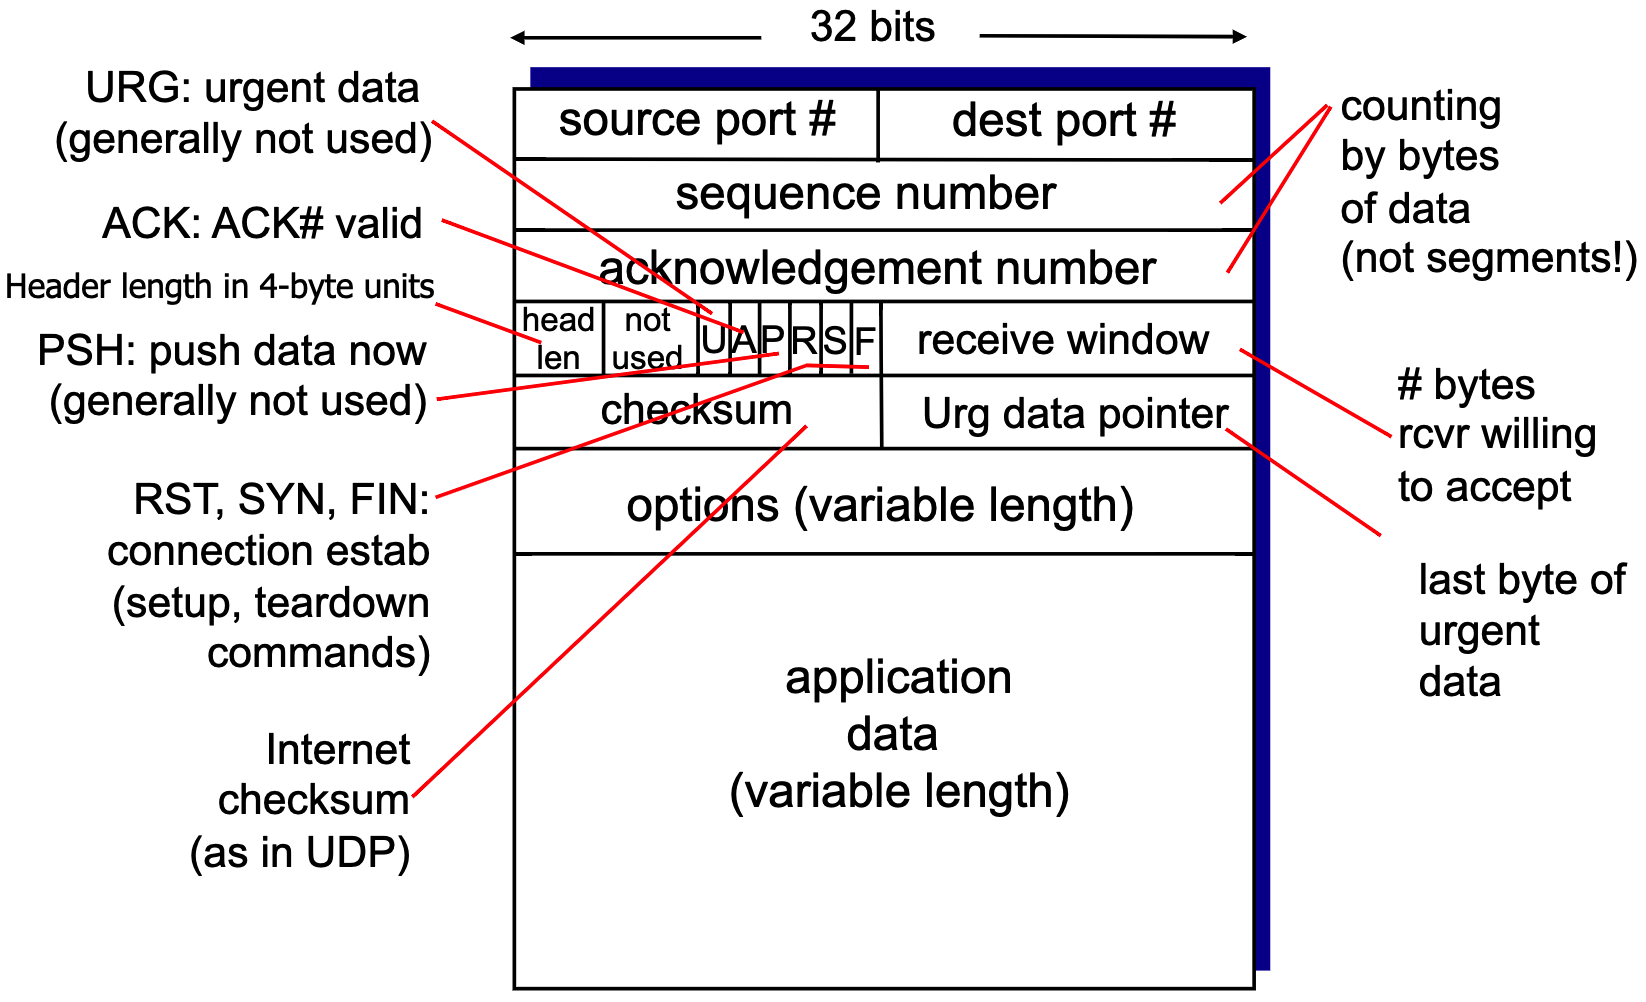 32 bits
URG: urgent data
(generally not used)
ACK: ACK# valid
Header length in 4-byte units
PSH: push data now
(generally not used)
RST, SYN, FIN:
connection estab
(setup, teardown
commands)
Internet
checksum
(as in UDP)
source port #
dest port #
sequence number
acknowledgement number
head
len
not
used
U
A
P
R
S
F
receive window
checksum
Urg data pointer
options (variable length)
application
data
(variable length)
counting
by bytes
of data
(not segments!)
# bytes
rcvr willing
to accept
last byte of
urgent
data